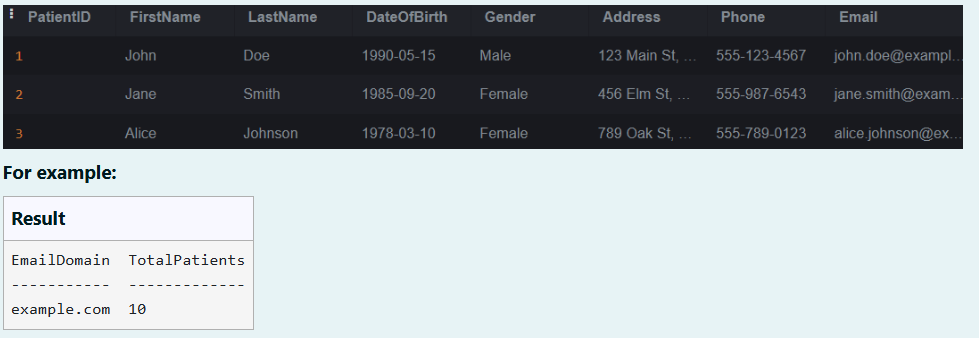 PatientID FirstName LastName DateOfBirth Gender Address Phone Email
1 John Doe 1990-05-15 Male 123 Main St, ... 555-123-4567 john.doe@exampl...
2 Jane Smith 1985-09-20 Female 456 Elm St, ... 555-987-6543 jane.smith@exam...
3 Alice Johnson 1978-03-10 Female 789 Oak St, ... 555-789-0123 alice.johnson@ex...
For example:
Result
EmailDomain TotalPatients
----------- -------------
example.com 10